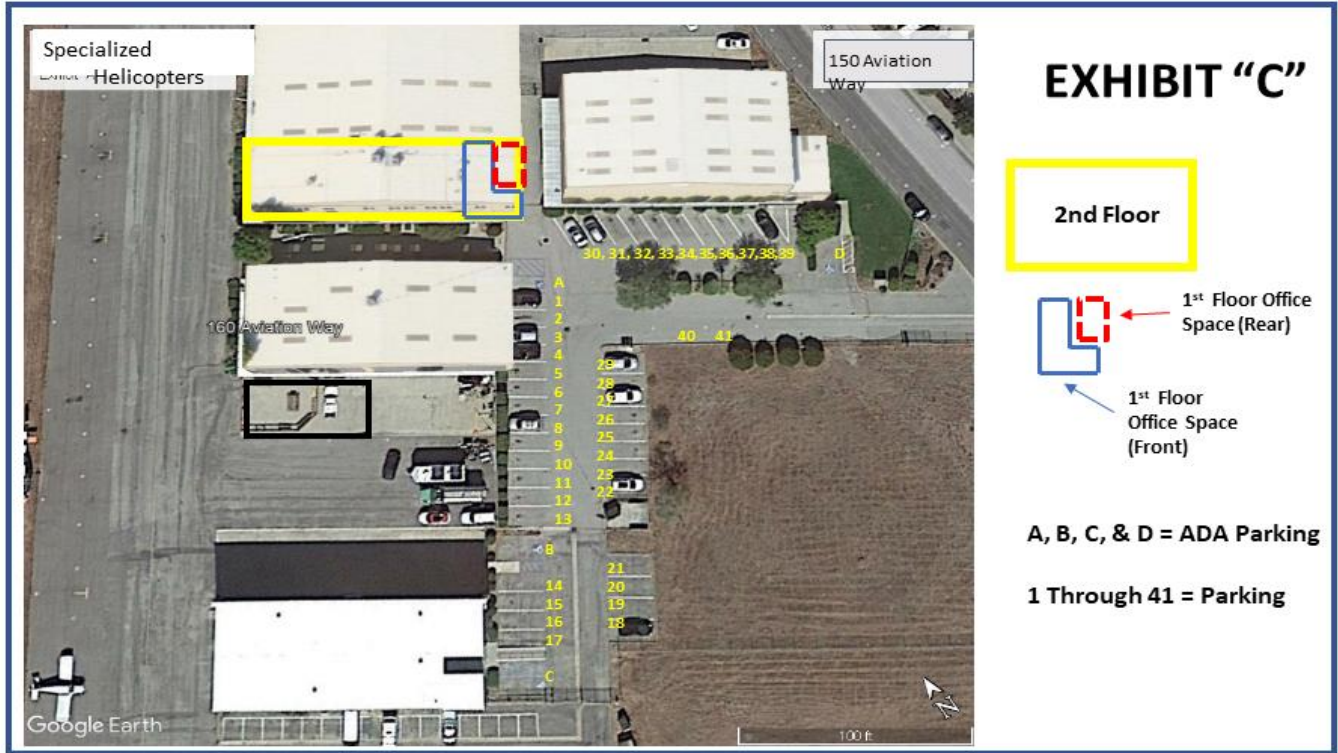 Specialized
Helicopters
150 Aviation
Way
EXHIBIT “C”
2nd Floor
30, 31, 32, 33,34,35,36,37,38,39
D
A
1
2
3
4
5
6
7
8
9
10
11
12
13
160 Aviation Way
40 41
29
28
27
26
25
24
23
22
B
14
15
16
17
21
20
19
18
C
1st Floor Office
Space (Rear)
1st Floor
Office Space
(Front)
A, B, C, & D = ADA Parking
1 Through 41 = Parking
Google Earth
N
100 ft